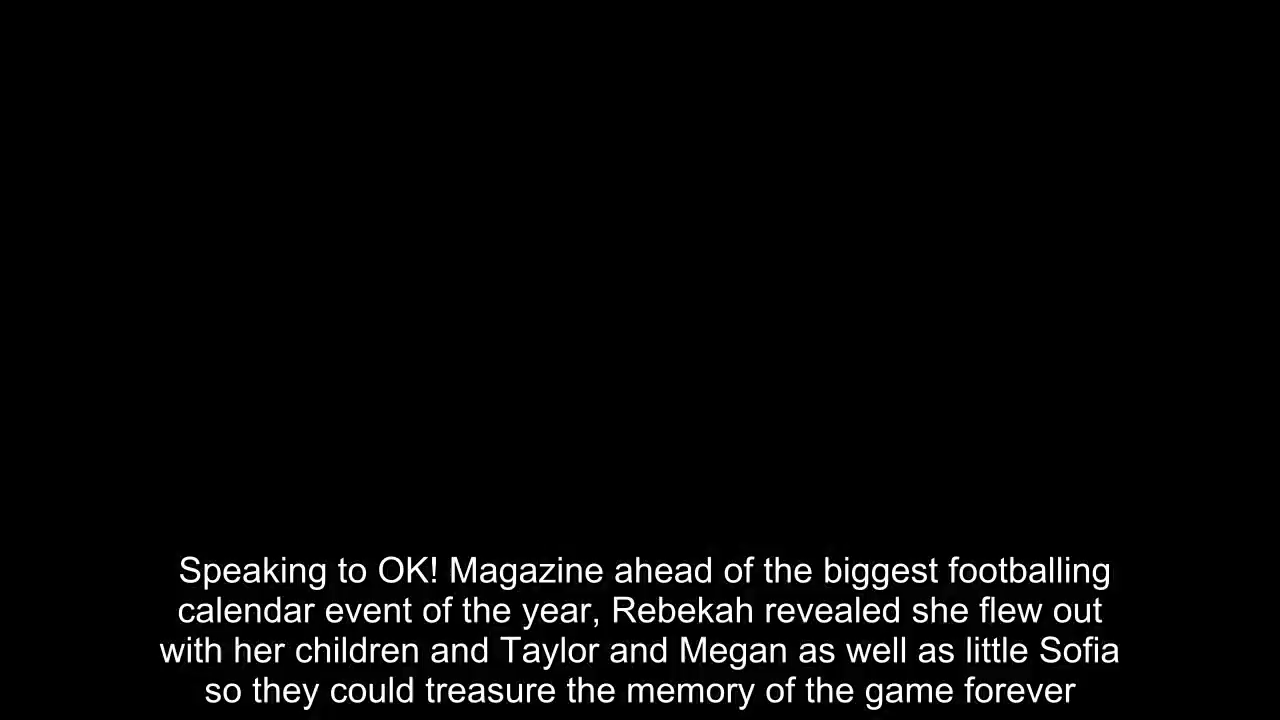 Speaking to OK! Magazine ahead of the biggest footballing
calendar event of the year, Rebekah revealed she flew out
with her children and Taylor and Megan as well as little Sofia
so they could treasure the memory of the game forever